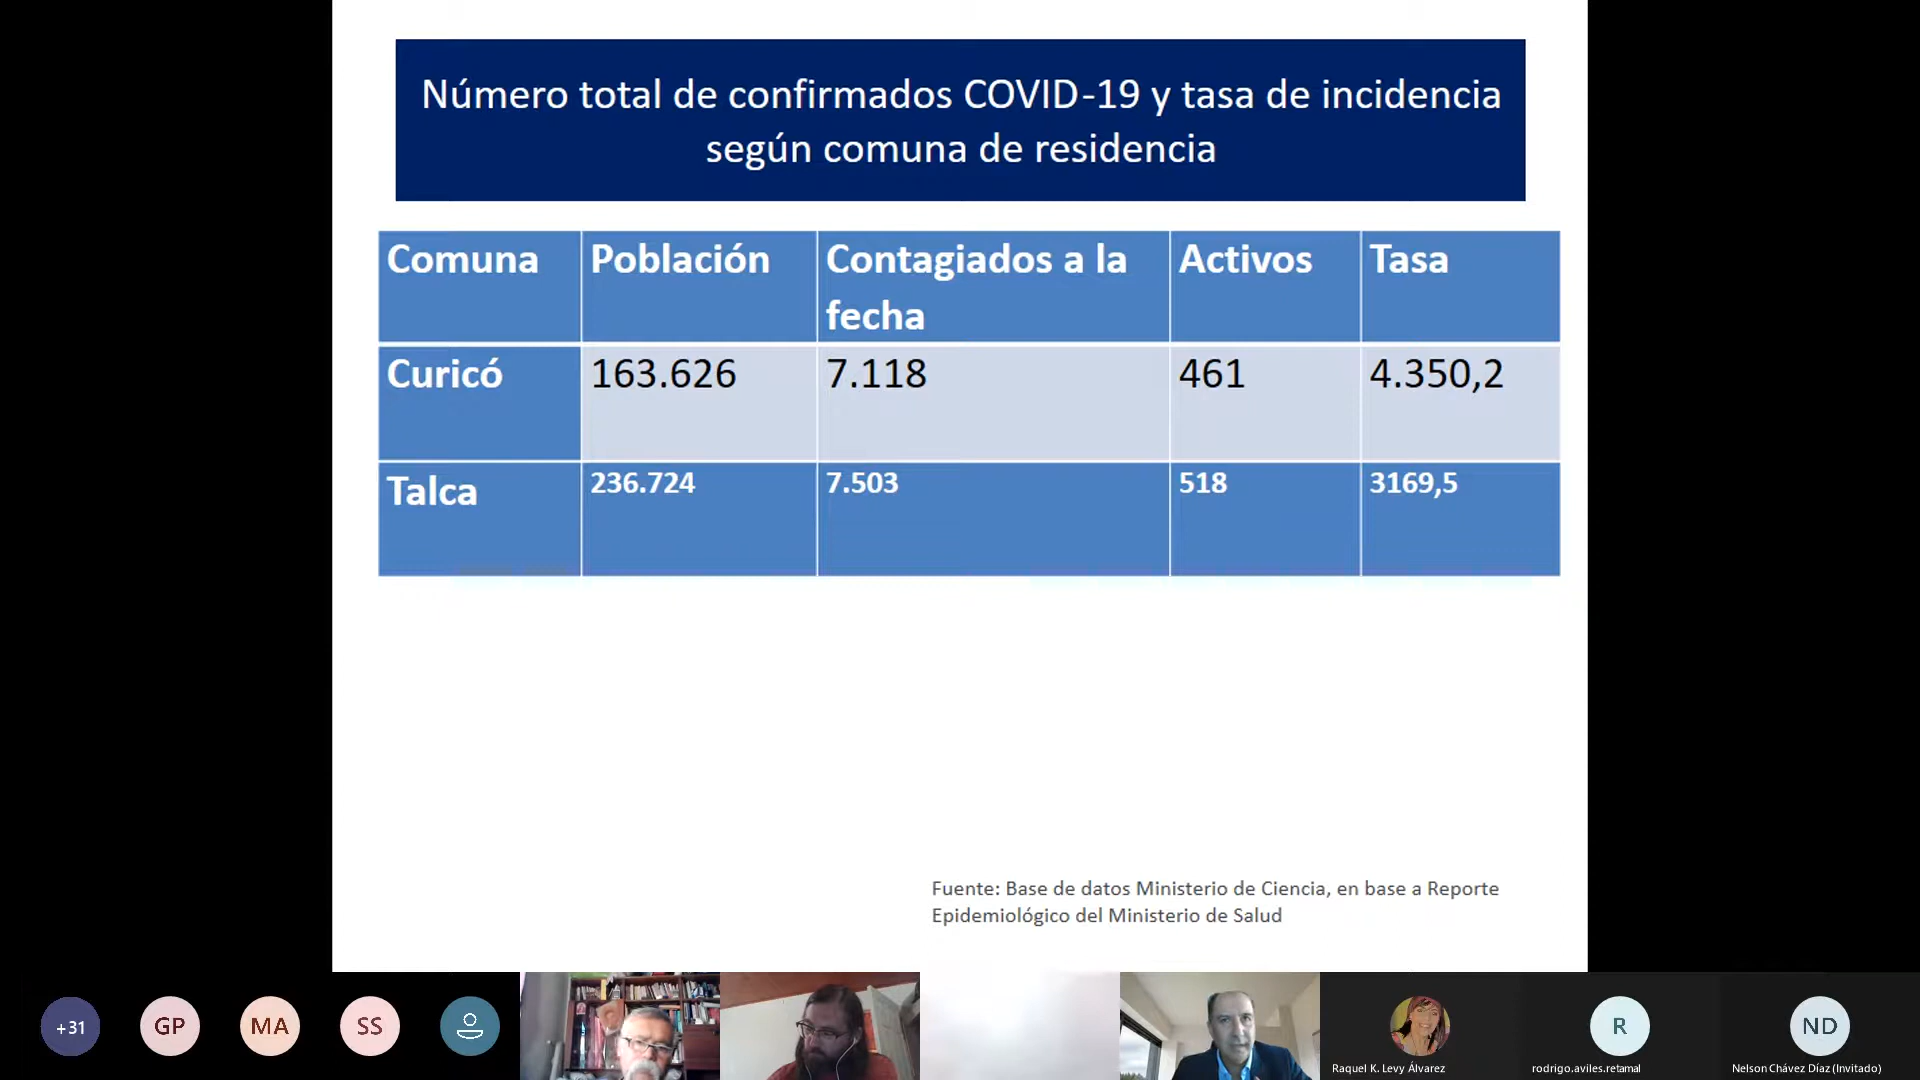 Número total de confirmados COVID-19 y tasa de incidencia
según comuna de residencia
Comuna Población Contagiados a la fecha Activos Tasa
Curicó 163.626 7.118 461 4.350,2
Talca 236.724 7.503 518 3169,5
Fuente: Base de datos Ministerio de Ciencia, en base a Reporte
Epidemiológico del Ministerio de Salud
+31 GP MA SS R ND
Raquel K. Levy Álvarez rodrigo.aviles.retamal Nelson Chávez Díaz (Invitado)